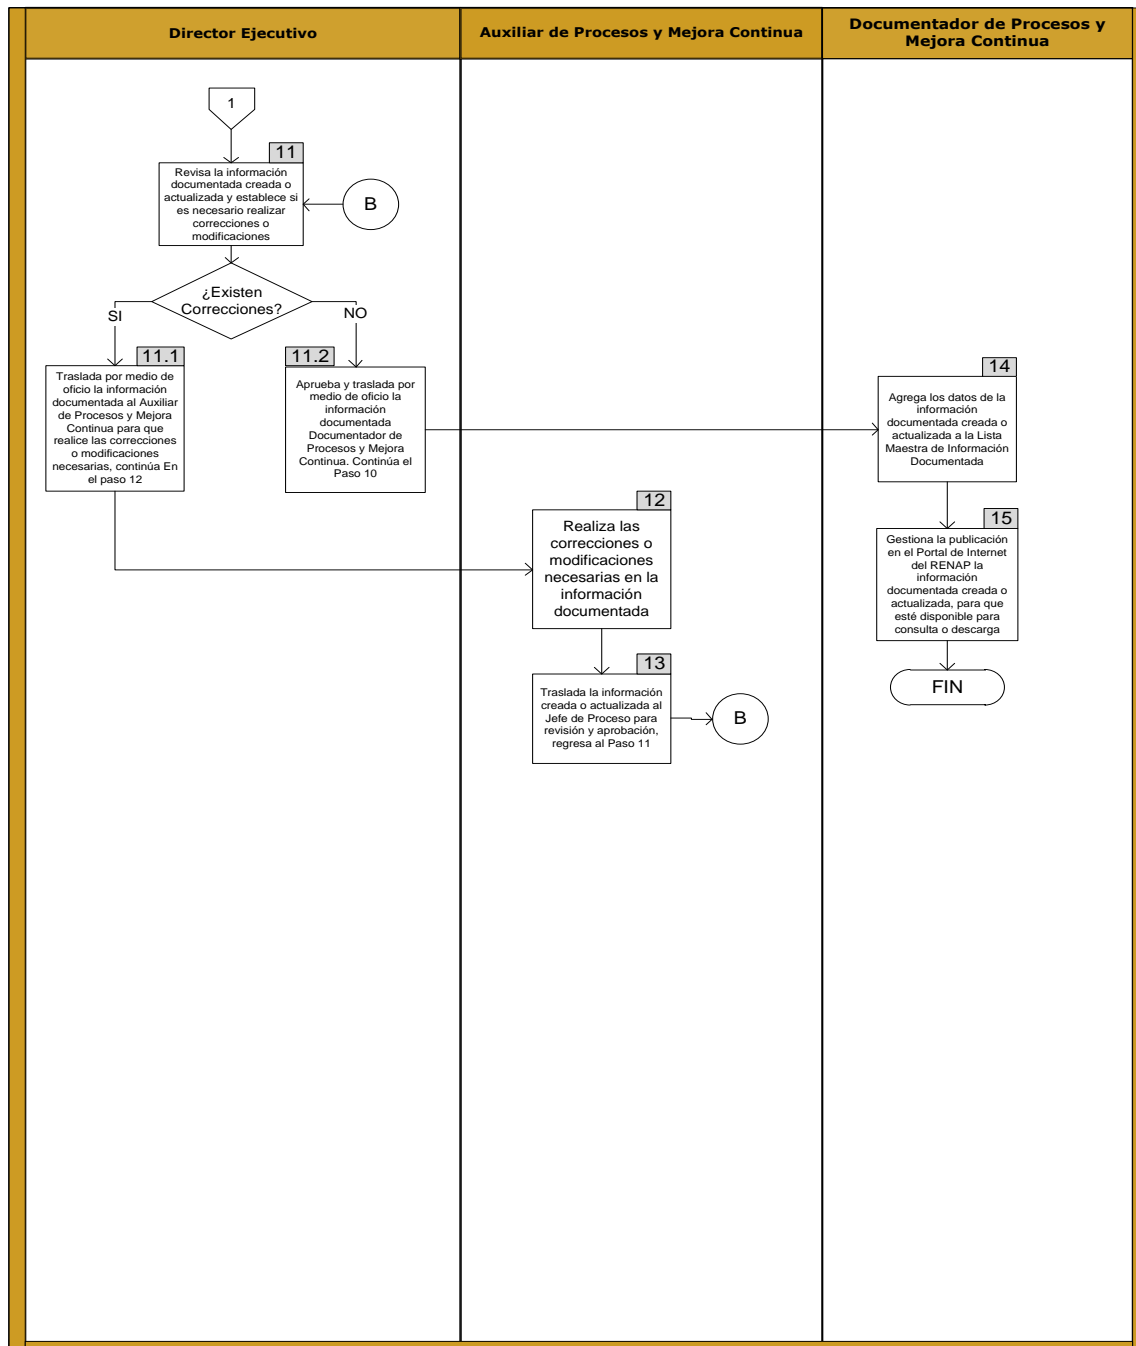 Director Ejecutivo
Auxiliar de Procesos y Mejora Continua
Documentador de Procesos y
Mejora Continua
1
11
Revisa la información
documentada creada o
actualizada y establece si
es necesario realizar
correcciones o
modificaciones
B
¿Existen
Correcciones?
SI
NO
11.1
Traslada por medio de
oficio la información
documentada al Auxiliar
de Procesos y Mejora
Continua para que
realice las correcciones
o modificaciones
necesarias, continúa En
el paso 12
11.2
Aprueba y traslada por
medio de oficio la
información
documentada
Documentador de
Procesos y Mejora
Continua. Continúa el
Paso 10
12
Realiza las
correcciones o
modificaciones
necesarias en la
información
documentada
13
Traslada la información
creada o actualizada al
Jefe de Proceso para
revisión y aprobación,
regresa al Paso 11
B
14
Agrega los datos de la
información
documentada creada o
actualizada a la Lista
Maestra de Información
Documentada
15
Gestiona la publicación
en el Portal de Internet
del RENAP la
información
documentada creada o
actualizada, para que
esté disponible para
consulta o descarga
FIN